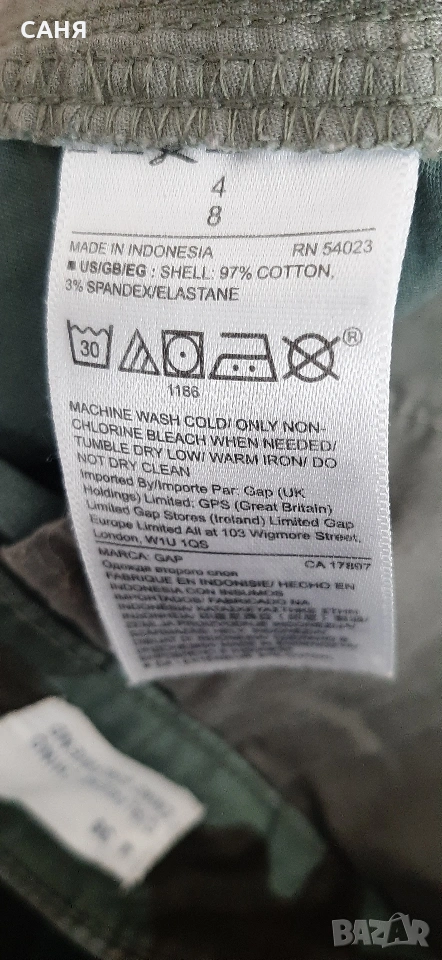 САНЯ
4
8
MADE IN INDONESIA RN 54023
US/GB/EG : SHELL: 97% COTTON,
3% SPANDEX/ELASTANE
30
®
1186
MACHINE WASH COLD/ ONLY NON-
CHLORINE BLEACH WHEN NEEDED/
TUMBLE DRY LOW/ WARM IRON/ DO
NOT DRY CLEAN
Imported By/Importe Par: Gap (UK
Holdings) Limited; GPS (Great Britain)
Limited Gap Stores (Ireland) Limited Gap
Europe Limited All at 103 Wigmore Street,
London, W1U 1QS
MARCA: GAP CA 17897
Одежда второго слоя
FABRIQUÉ EN INDONESIE/ HECHO EN
INDONESIA CON INSUMOS
IMPORTADOS/ FABRICADO NA
BAZAR